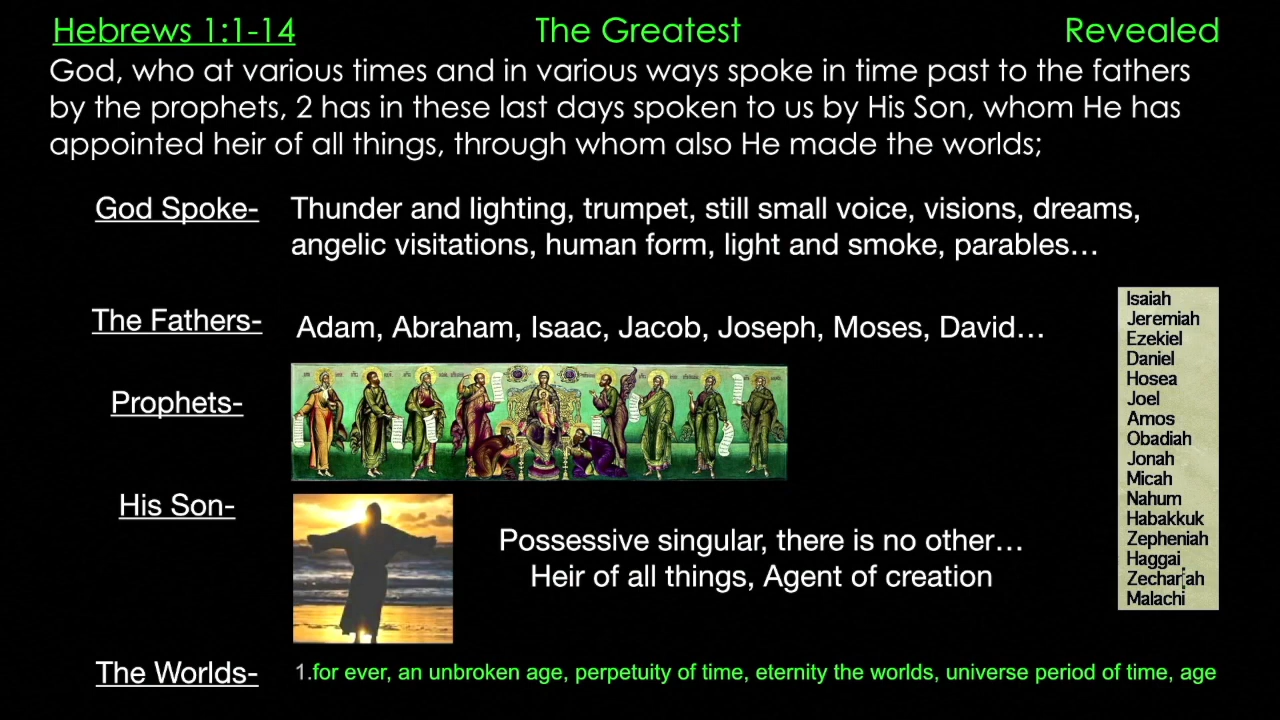 Hebrews 1:1-14 The Greatest Revealed
God, who at various times and in various ways spoke in time past to the fathers
by the prophets, 2 has in these last days spoken to us by His Son, whom He has
appointed heir of all things, through whom also He made the worlds;
God Spoke- Thunder and lighting, trumpet, still small voice, visions, dreams,
angelic visitations, human form, light and smoke, parables…
The Fathers- Adam, Abraham, Isaac, Jacob, Joseph, Moses, David…
Prophets-
His Son-
Possessive singular, there is no other…
Heir of all things, Agent of creation
Isaiah
Jeremiah
Ezekiel
Daniel
Hosea
Joel
Amos
Obadiah
Jonah
Micah
Nahum
Habakkuk
Zepheniah
Haggai
Zechariah
Malachi
The Worlds- 1.for ever, an unbroken age, perpetuity of time, eternity the worlds, universe period of time, age